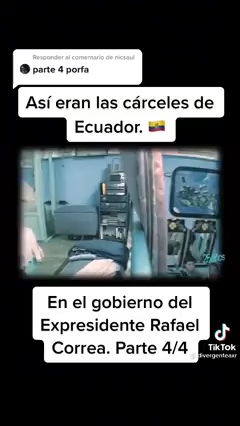 Responder al comentario de nicsaul
parte 4 porfa
Así eran las cárceles de
Ecuador. 🇪🇨
En el gobierno del
Expresidente Rafael
Correa. Parte 4/4
TikTok
@divergenteaxr